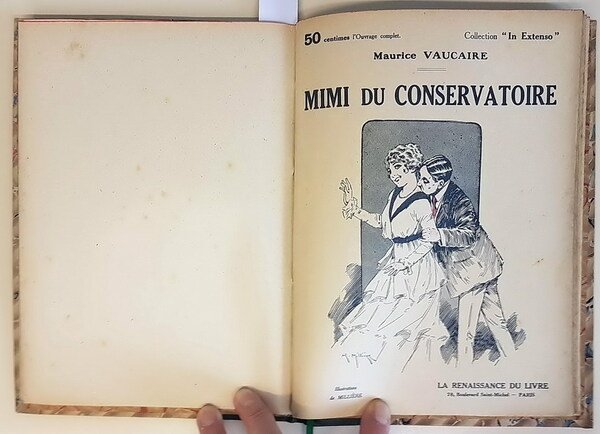 50 centimes l'Ouvrage complet. Collection "In Extenso"
Maurice VAUCAIRE
MIMI DU CONSERVATOIRE
Illustrations
de MILLIÈRE
LA RENAISSANCE DU LIVRE
78, Boulevard Saint-Michel — PARIS